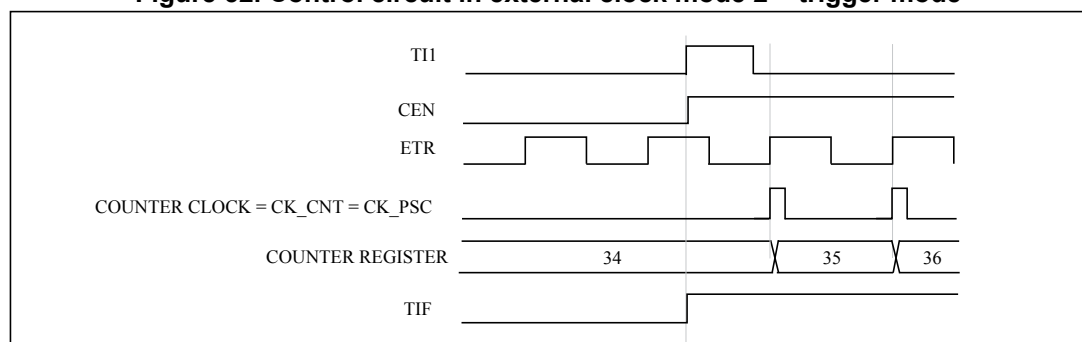 Figure 82. Control circuit in external clock mode 2 + trigger mode
TI1
CEN
ETR
COUNTER CLOCK = CK_CNT = CK_PSC
COUNTER REGISTER
34
35
36
TIF